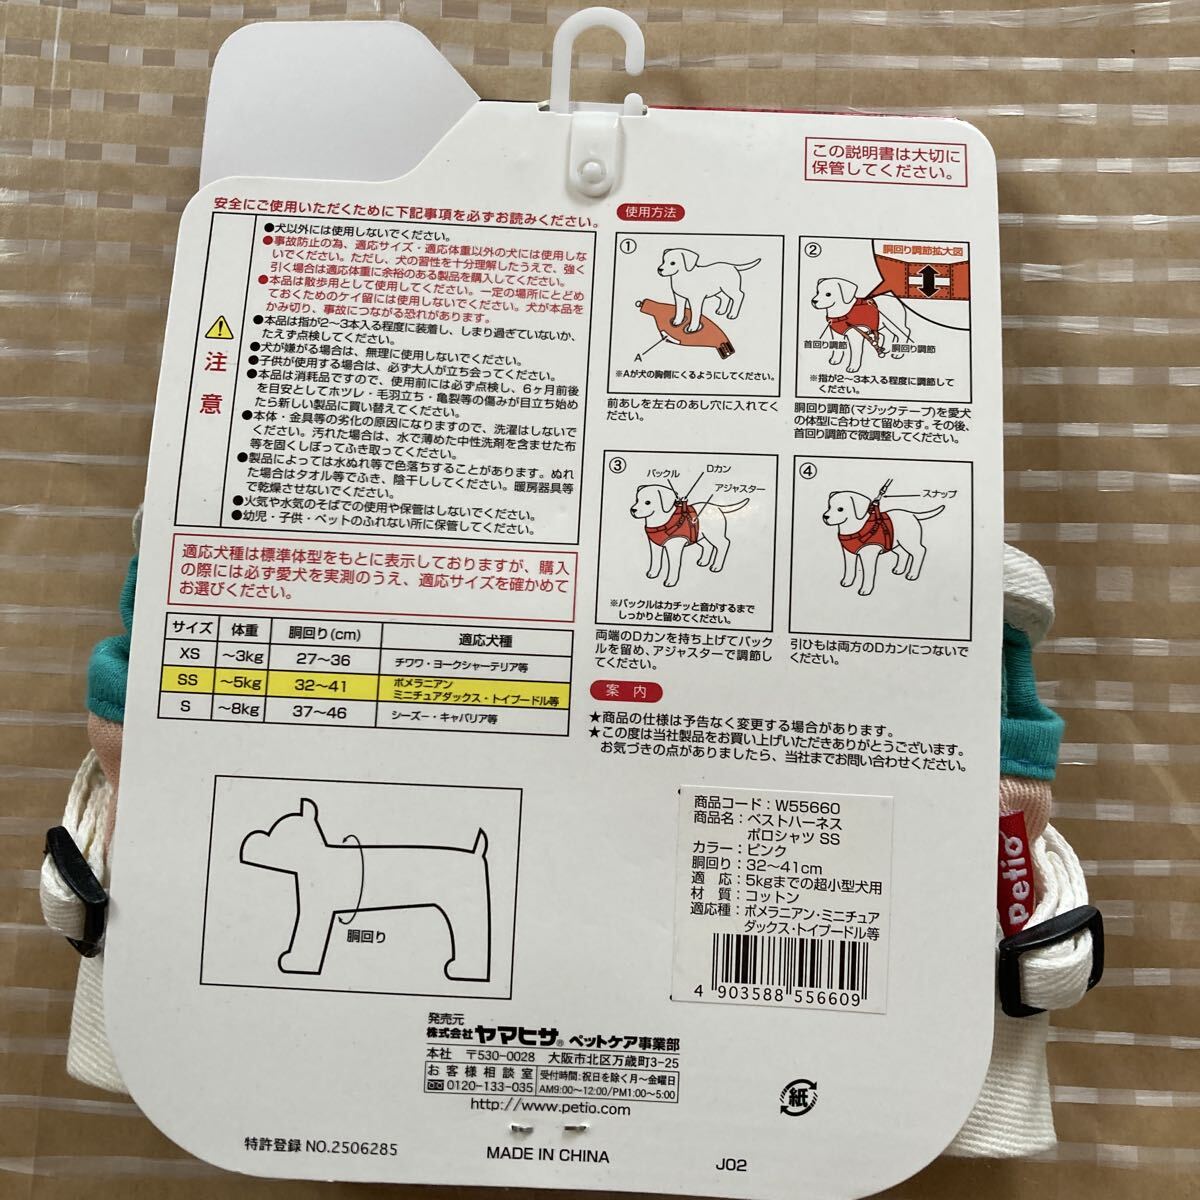 この説明書は大切に
保管してください。
安全にご使用いただくために下記事項を必ずお読みください。
注意
●犬以外には使用しないでください。
●事故防止の為、適応サイズ・適応体重以外の犬には使用しな
いでください。ただし、犬の習性を十分理解したうえで、強く
引く場合は適応体重に余裕のある製品を購入してください。
●本品は散歩用として使用してください。一定の場所にとどめ
ておくためのケイ留には使用しないでください。犬が本品を
かみ切り、事故につながる恐れがあります。
●本品は指が2〜3本入る程度に装着し、しまり過ぎていないか、
たえず点検してください。
●犬が嫌がる場合は、無理に使用しないでください。
●子供が使用する場合は、必ず大人が立ち会ってください。
●本品は消耗品ですので、使用前には必ず点検し、6ヶ月前後
を目安としてホツレ・毛羽立ち・亀裂等の傷みが目立ち始め
たら新しい製品に買い替えてください。
●本体・金具等の劣化の原因になりますので、洗濯はしないで
ください。汚れた場合は、水で薄めた中性洗剤を含ませた布
等を固くしぼってふき取ってください。
●製品によっては水ぬれ等で色落ちすることがあります。ぬれ
た場合はタオル等でふき、陰干ししてください。暖房器具等
で乾燥させないでください。
●火気や水気のそばでの使用や保管はしないでください。
●幼児・子供・ペットのふれない所に保管してください。
適応犬種は標準体型をもとに表示しておりますが、購入
の際には必ず愛犬を実測のうえ、適応サイズを確かめて
お選びください。
サイズ 体重 胴回り(cm) 適応犬種
XS 〜3kg 27〜36 チワワ・ヨークシャーテリア等
SS 〜5kg 32〜41 ポメラニアン
ミニチュアダックス・トイプードル等
S 〜8kg 37〜46 シーズー・キャバリア等
胴回り
使用方法
①
A
※Aが犬の胸側にくるようにしてください。
前あしを左右のあし穴に入れてく
ださい。
②
胴回り調節拡大図
首回り調節 胴回り調節
※指が2〜3本入る程度に調節して
ください。
胴回り調節(マジックテープ)を愛犬
の体型に合わせて留めます。その後、
首回り調節で微調整してください。
③
バックル Dカン
アジャスター
※バックルはカチッと音がするまで
しっかりと留めてください。
両端のDカンを持ち上げてバック
ルを留め、アジャスターで調節し
てください。
④
スナップ
引ひもは両方のDカンにつないで
ください。
案内
★商品の仕様は予告なく変更する場合があります。
★この度は当社製品をお買い上げいただきありがとうございます。
お気づきの点がありましたら、当社までお問い合わせください。
商品コード：W55660
商品名：ベストハーネス
ポロシャツ SS
カラー：ピンク
胴回り：32〜41cm
適 応：5kgまでの超小型犬用
材 質：コットン
適応種：ポメラニアン・ミニチュア
ダックス・トイプードル等
4 903588 556609
petio
発売元
株式会社 ヤマヒサ® ペットケア事業部
本社 〒530-0028 大阪市北区万歳町3-25
お客様相談室
0120-133-035
受付時間：祝日を除く月〜金曜日
AM9:00〜12:00/PM1:00〜5:00
http://www.petio.com
紙
特許登録 NO.2506285
MADE IN CHINA
J02